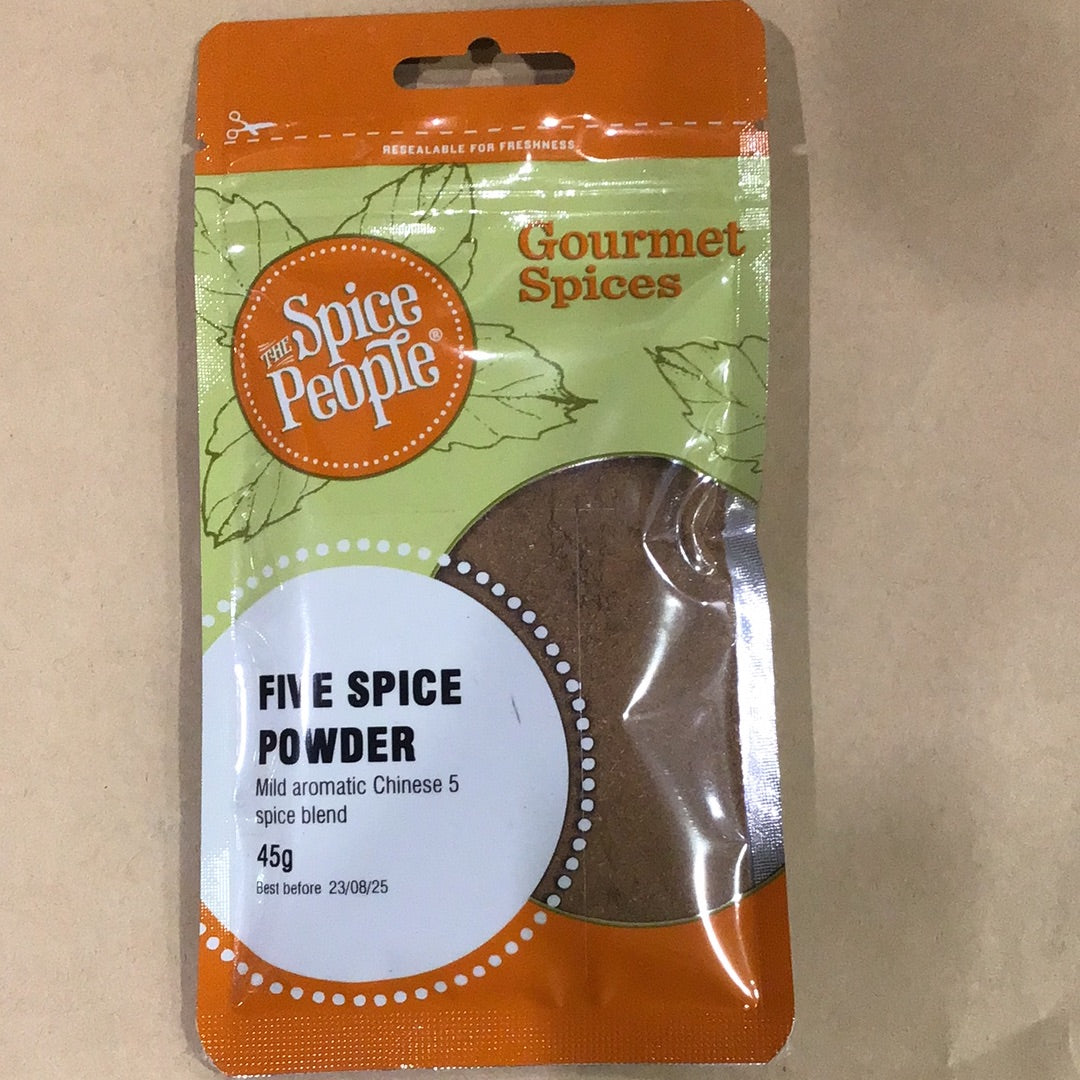 RESEALABLE FOR FRESHNESS
Gourmet
Spices
THE Spice
People®
FIVE SPICE
POWDER
Mild aromatic Chinese 5
spice blend
45g
Best before 23/08/25